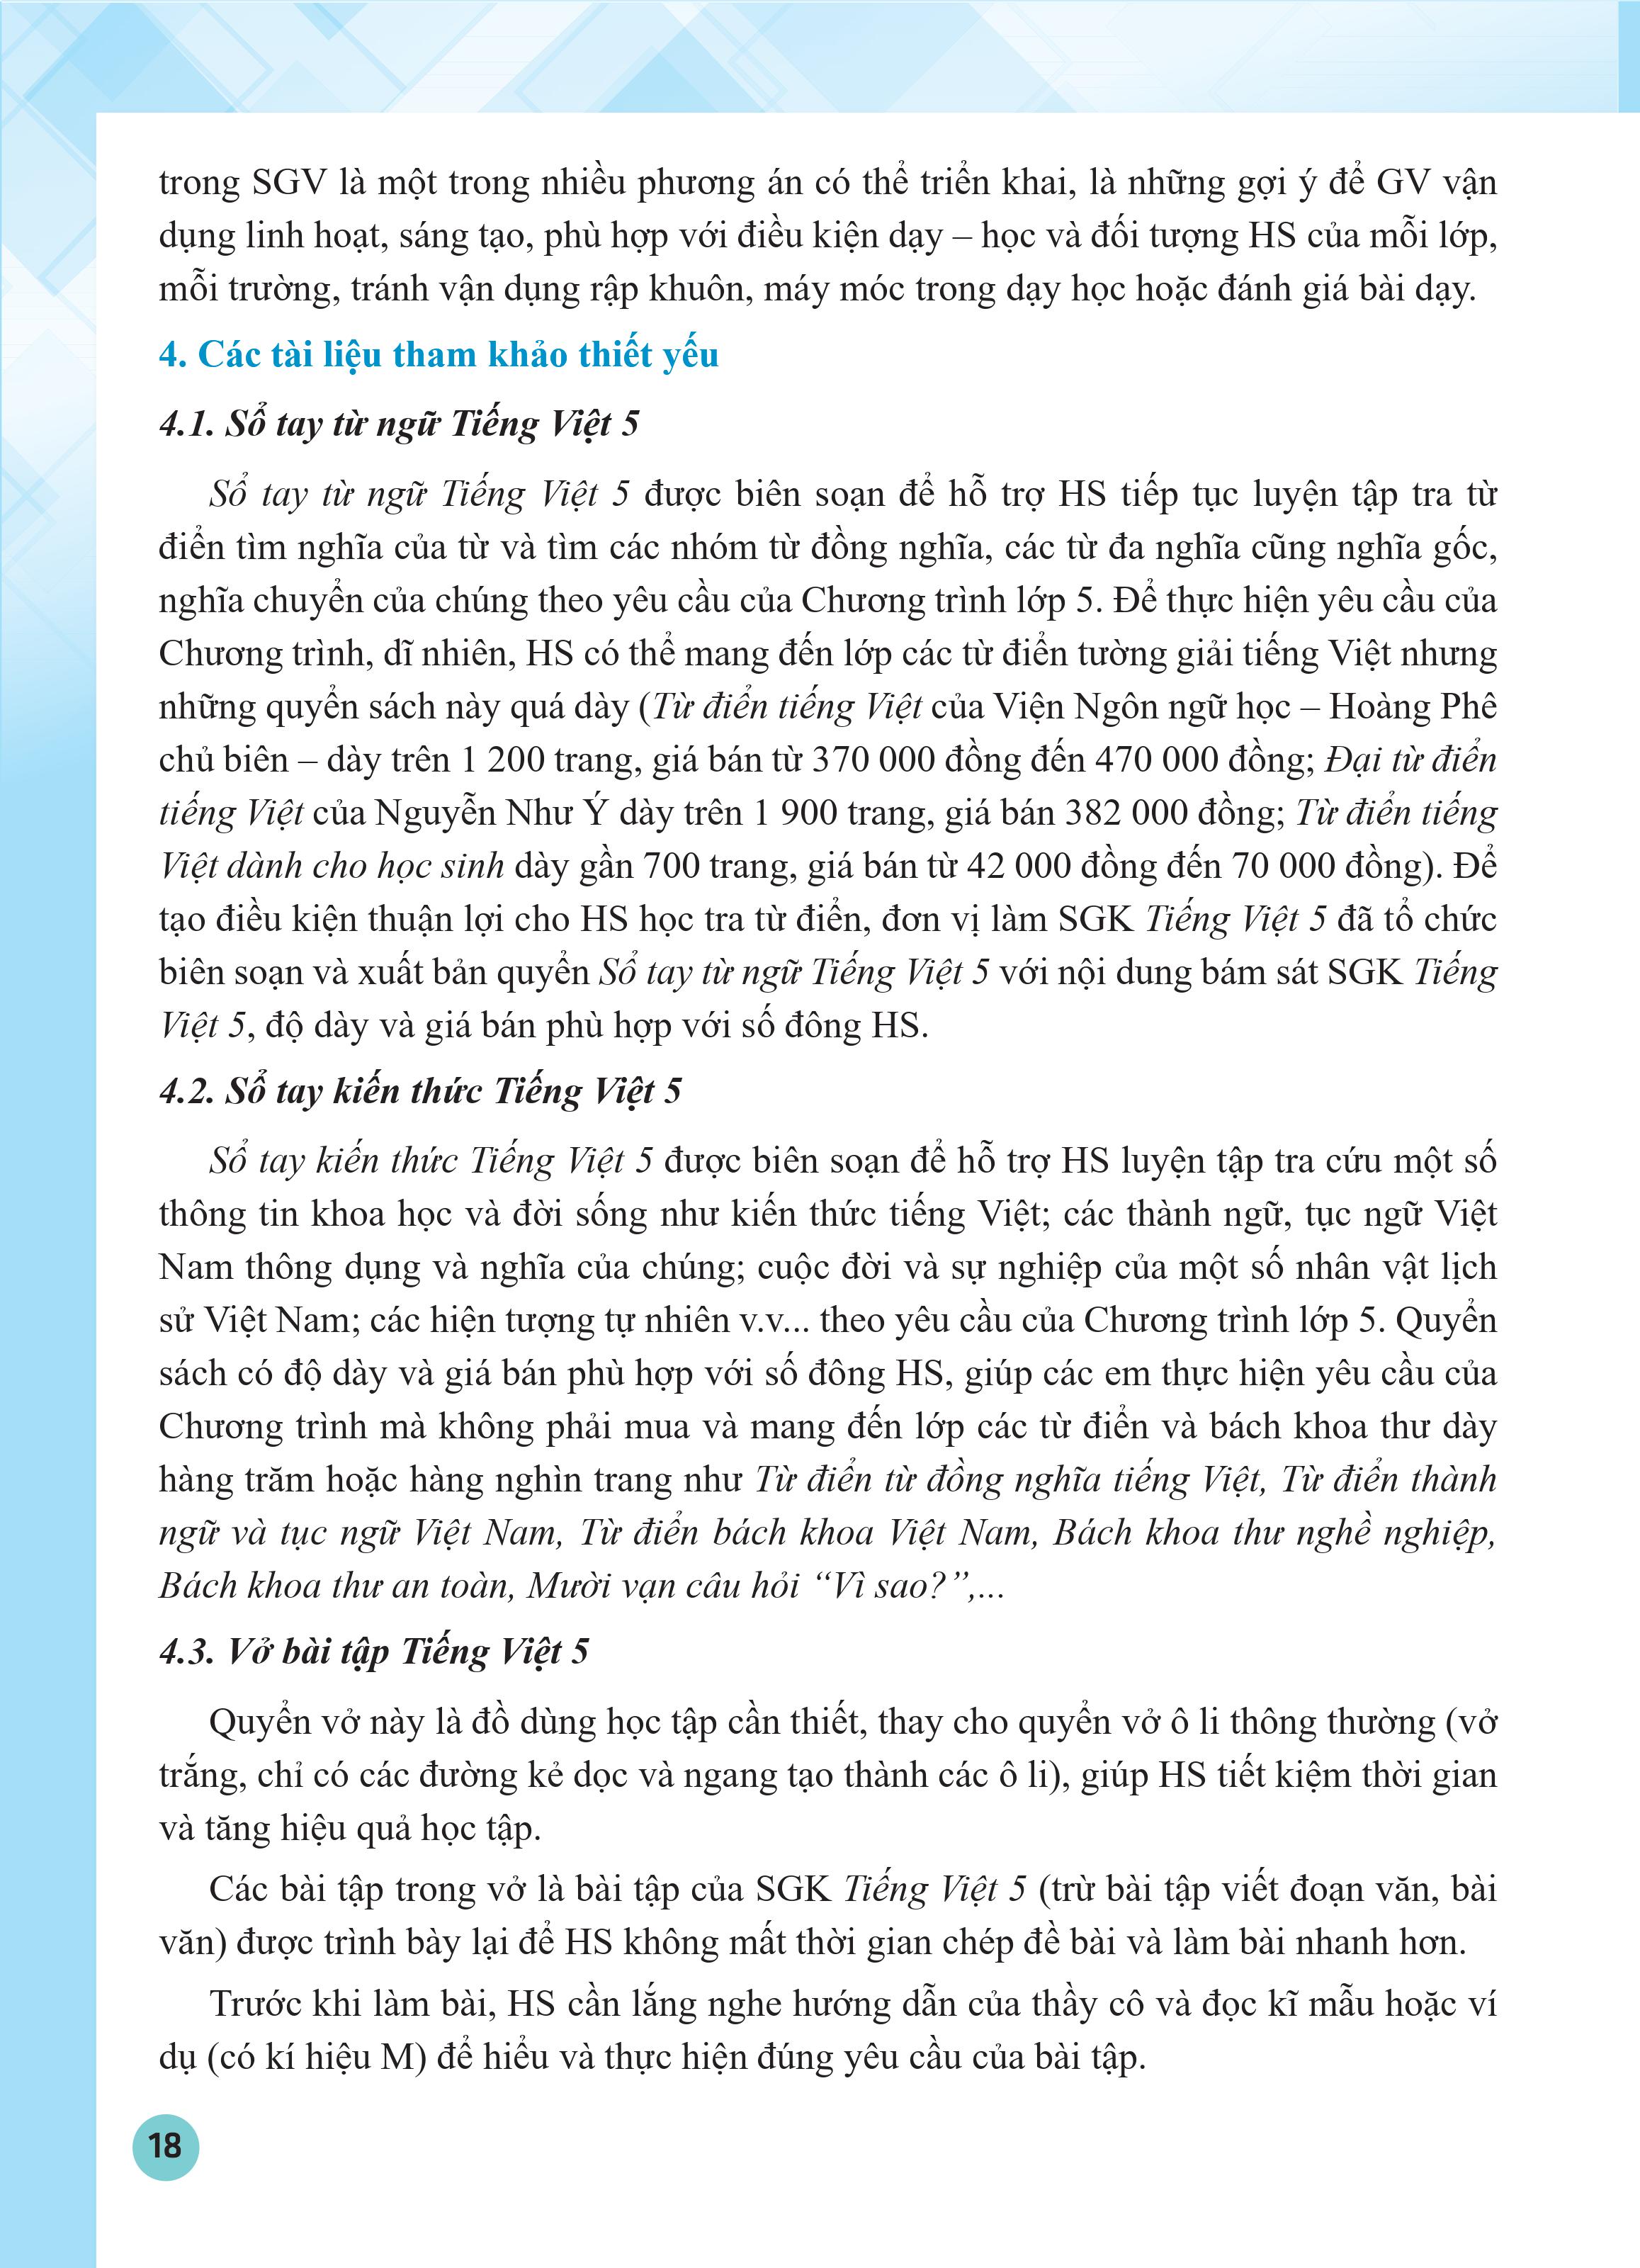 trong SGV là một trong nhiều phương án có thể triển khai, là những gợi ý để GV vận
dụng linh hoạt, sáng tạo, phù hợp với điều kiện dạy – học và đối tượng HS của mỗi lớp,
mỗi trường, tránh vận dụng rập khuôn, máy móc trong dạy học hoặc đánh giá bài dạy.
4. Các tài liệu tham khảo thiết yếu
4.1. Sổ tay từ ngữ Tiếng Việt 5
Sổ tay từ ngữ Tiếng Việt 5 được biên soạn để hỗ trợ HS tiếp tục luyện tập tra từ
điển tìm nghĩa của từ và tìm các nhóm từ đồng nghĩa, các từ đa nghĩa cũng nghĩa gốc,
nghĩa chuyển của chúng theo yêu cầu của Chương trình lớp 5. Để thực hiện yêu cầu của
Chương trình, dĩ nhiên, HS có thể mang đến lớp các từ điển tường giải tiếng Việt nhưng
những quyển sách này quá dày (Từ điển tiếng Việt của Viện Ngôn ngữ học – Hoàng Phê
chủ biên – dày trên 1 200 trang, giá bán từ 370 000 đồng đến 470 000 đồng; Đại từ điển
tiếng Việt của Nguyễn Như Ý dày trên 1 900 trang, giá bán 382 000 đồng; Từ điển tiếng
Việt dành cho học sinh dày gần 700 trang, giá bán từ 42 000 đồng đến 70 000 đồng). Để
tạo điều kiện thuận lợi cho HS học tra từ điển, đơn vị làm SGK Tiếng Việt 5 đã tổ chức
biên soạn và xuất bản quyển Sổ tay từ ngữ Tiếng Việt 5 với nội dung bám sát SGK Tiếng
Việt 5, độ dày và giá bán phù hợp với số đông HS.
4.2. Sổ tay kiến thức Tiếng Việt 5
Sổ tay kiến thức Tiếng Việt 5 được biên soạn để hỗ trợ HS luyện tập tra cứu một số
thông tin khoa học và đời sống như kiến thức tiếng Việt; các thành ngữ, tục ngữ Việt
Nam thông dụng và nghĩa của chúng; cuộc đời và sự nghiệp của một số nhân vật lịch
sử Việt Nam; các hiện tượng tự nhiên v.v... theo yêu cầu của Chương trình lớp 5. Quyển
sách có độ dày và giá bán phù hợp với số đông HS, giúp các em thực hiện yêu cầu của
Chương trình mà không phải mua và mang đến lớp các từ điển và bách khoa thư dày
hàng trăm hoặc hàng nghìn trang như Từ điển từ đồng nghĩa tiếng Việt, Từ điển thành
ngữ và tục ngữ Việt Nam, Từ điển bách khoa Việt Nam, Bách khoa thư nghề nghiệp,
Bách khoa thư an toàn, Mười vạn câu hỏi “Vì sao?”,...
4.3. Vở bài tập Tiếng Việt 5
Quyển vở này là đồ dùng học tập cần thiết, thay cho quyển vở ô li thông thường (vở
trắng, chỉ có các đường kẻ dọc và ngang tạo thành các ô li), giúp HS tiết kiệm thời gian
và tăng hiệu quả học tập.
Các bài tập trong vở là bài tập của SGK Tiếng Việt 5 (trừ bài tập viết đoạn văn, bài
văn) được trình bày lại để HS không mất thời gian chép đề bài và làm bài nhanh hơn.
Trước khi làm bài, HS cần lắng nghe hướng dẫn của thầy cô và đọc kĩ mẫu hoặc ví
dụ (có kí hiệu M) để hiểu và thực hiện đúng yêu cầu của bài tập.
18